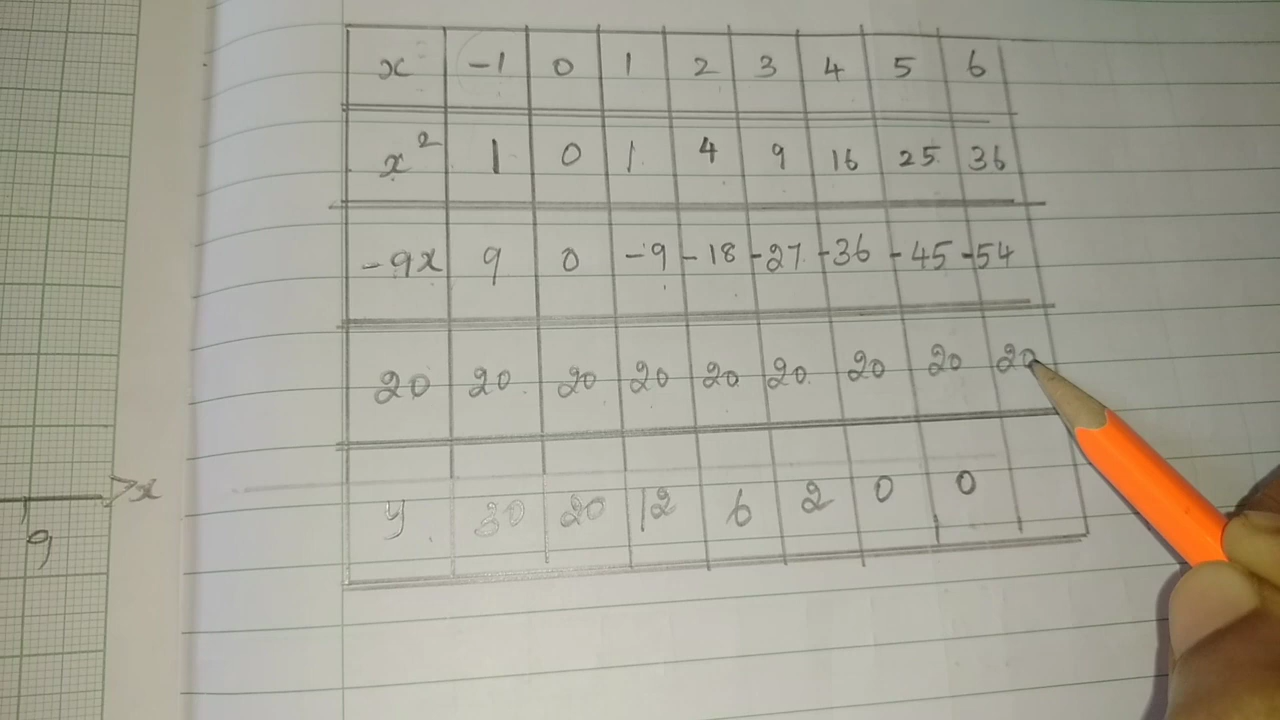 x -1 0 1 2 3 4 5 6
x² 1 0 1 4 9 16 25 36
-9x 9 0 -9 -18 -27 -36 -45 -54
20 20 20 20 20 20 20 20 20
y 30 20 12 6 2 0 0
x
9